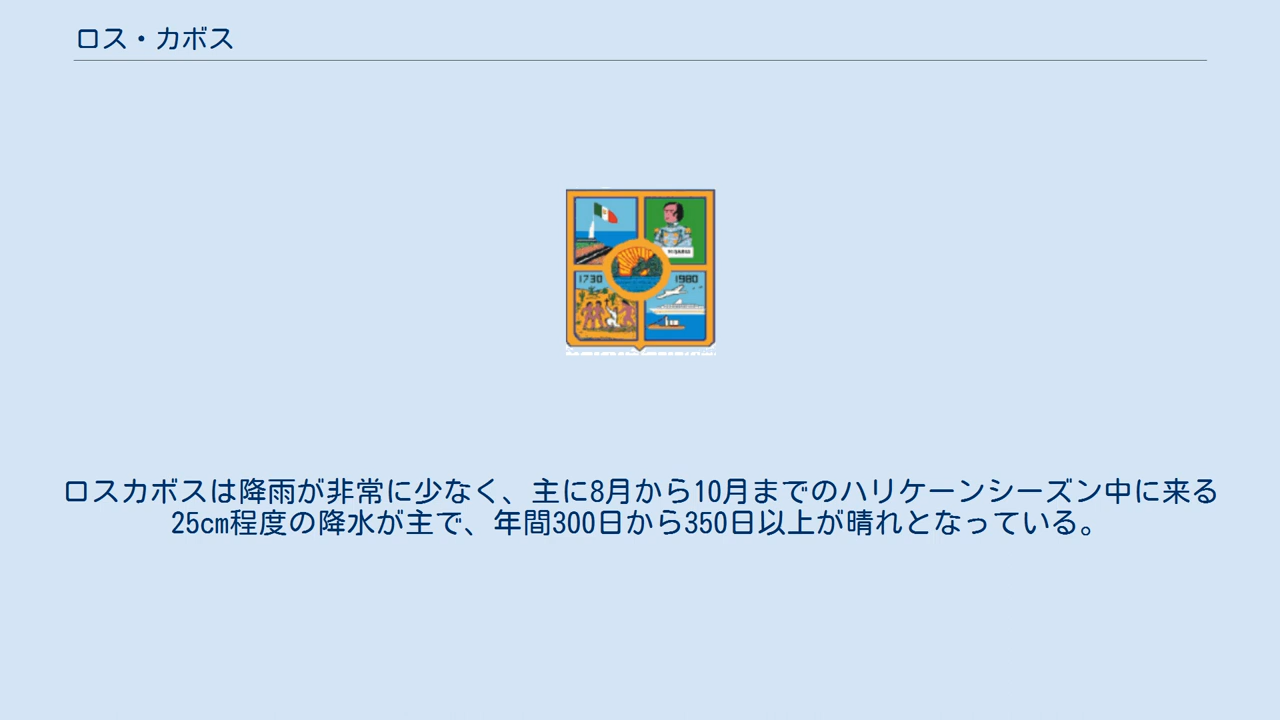 ロス・カボス
1730
1980
ロスカボスは降雨が非常に少なく、主に8月から10月までのハリケーンシーズン中に来る
25cm程度の降水が主で、年間300日から350日以上が晴れとなっている。